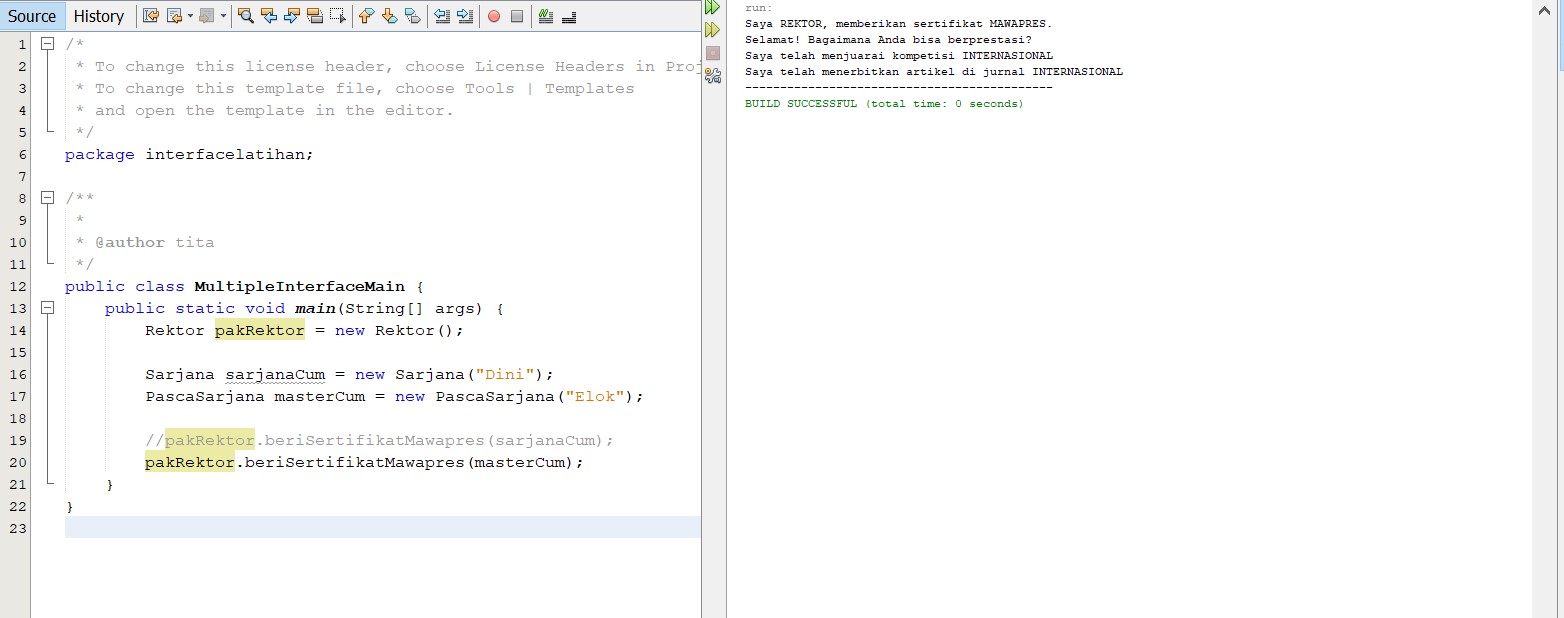 Source History
1 /*
2 * To change this license header, choose License Headers in Proj
3 * To change this template file, choose Tools | Templates
4 * and open the template in the editor.
5 */
6 package interfacelatihan;
7
8 /**
9 *
10 * @author tita
11 */
12 public class MultipleInterfaceMain {
13 public static void main(String[] args) {
14 Rektor pakRektor = new Rektor();
15
16 Sarjana sarjanaCum = new Sarjana("Dini");
17 PascaSarjana masterCum = new PascaSarjana("Elok");
18
19 //pakRektor.beriSertifikatMawapres(sarjanaCum);
20 pakRektor.beriSertifikatMawapres(masterCum);
21 }
22 }
23
run:
Saya REKTOR, memberikan sertifikat MAWAPRES.
Selamat! Bagaimana Anda bisa berprestasi?
Saya telah menjuarai kompetisi INTERNASIONAL
Saya telah menerbitkan artikel di jurnal INTERNASIONAL
--------------------------------------------
BUILD SUCCESSFUL (total time: 0 seconds)